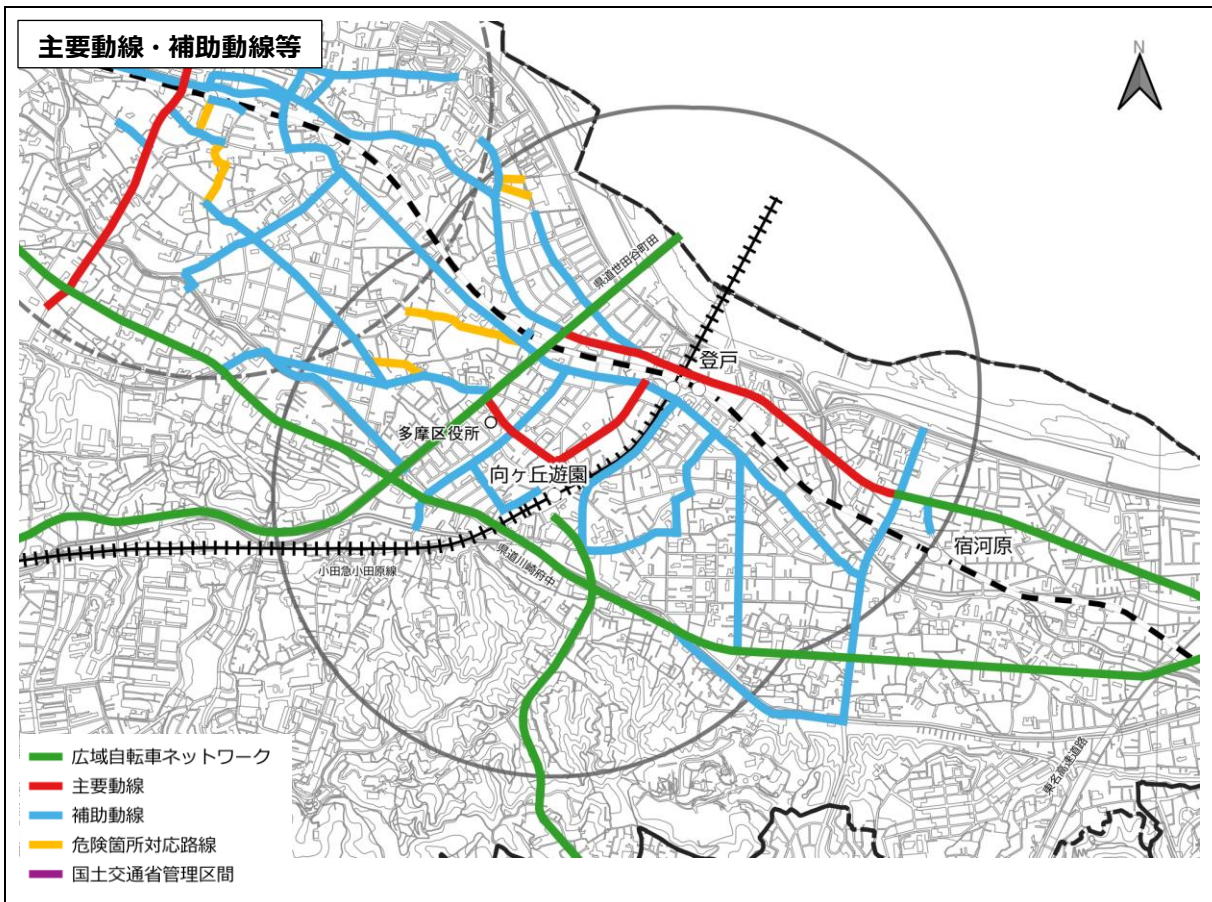 主要動線・補助動線等
N
県道世田谷町田
登戸
多摩区役所
向ヶ丘遊園
宿河原
県道川崎府中
小田急小田原線
東名高速道路
広域自転車ネットワーク
主要動線
補助動線
危険箇所対応路線
国土交通省管理区間